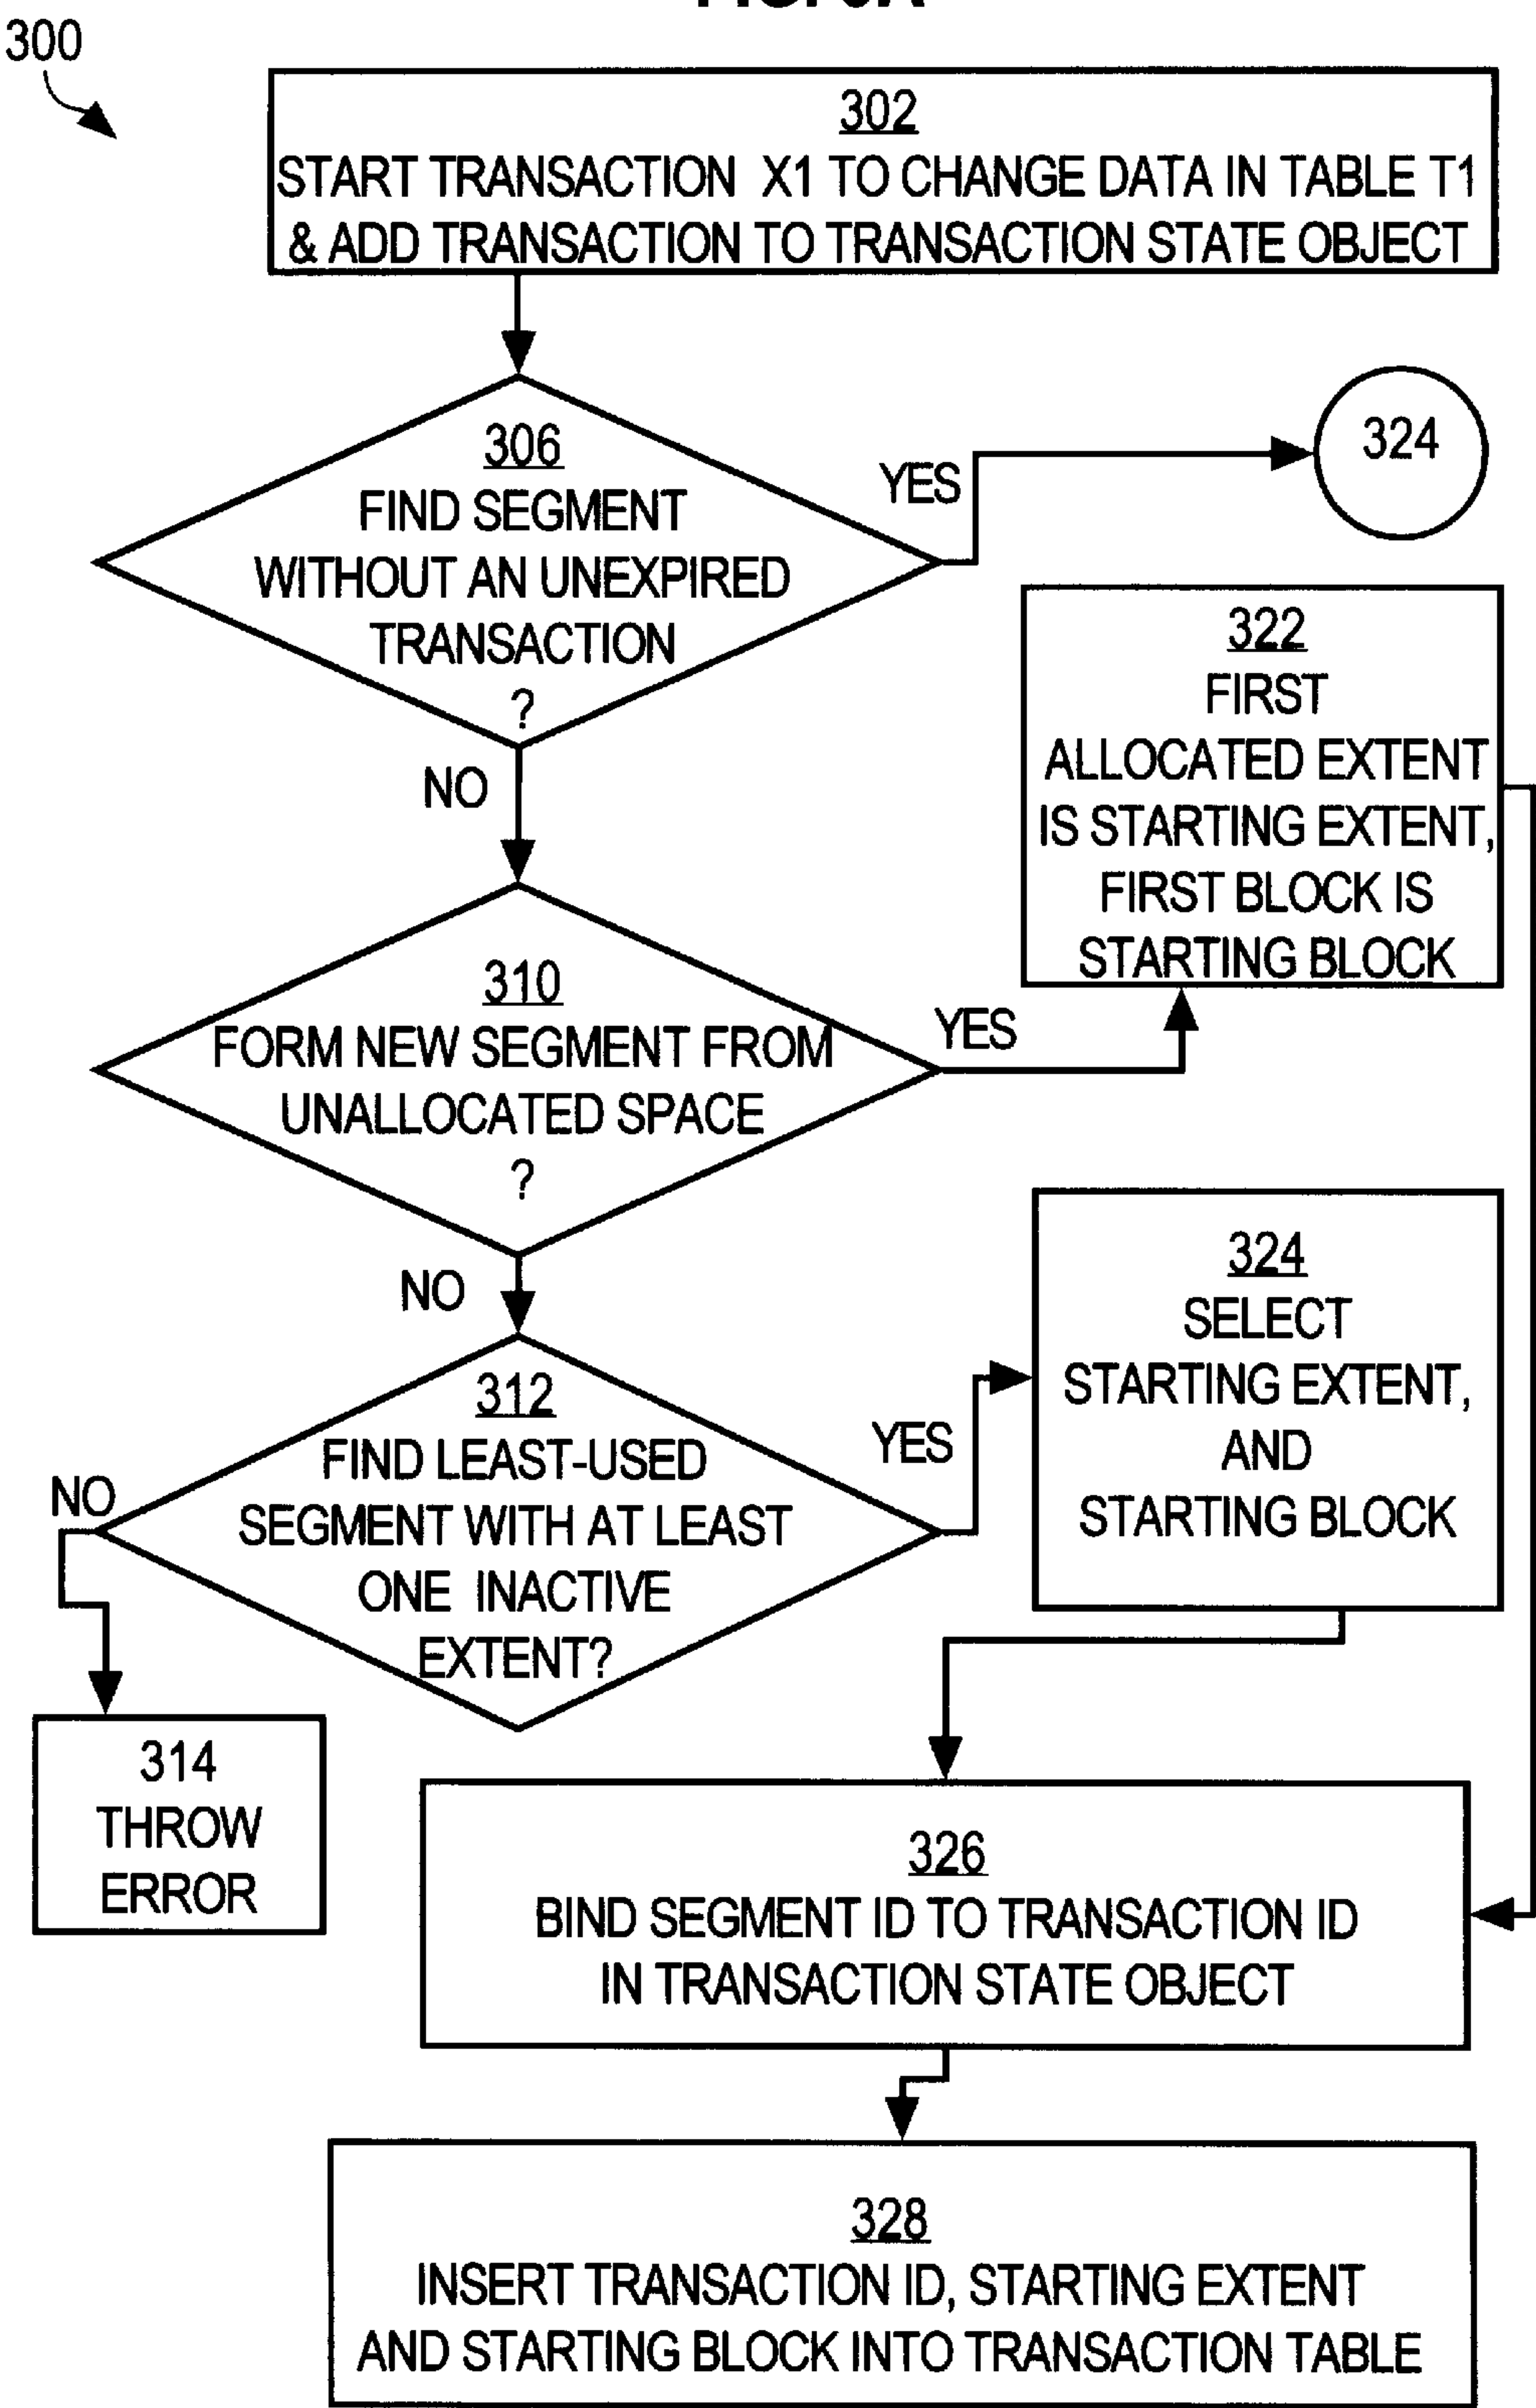 300
302
START TRANSACTION X1 TO CHANGE DATA IN TABLE T1
& ADD TRANSACTION TO TRANSACTION STATE OBJECT
306
FIND SEGMENT
WITHOUT AN UNEXPIRED
TRANSACTION
?
YES
324
NO
322
FIRST
ALLOCATED EXTENT
IS STARTING EXTENT,
FIRST BLOCK IS
STARTING BLOCK
310
FORM NEW SEGMENT FROM
UNALLOCATED SPACE
?
YES
NO
324
SELECT
STARTING EXTENT,
AND
STARTING BLOCK
312
FIND LEAST-USED
SEGMENT WITH AT LEAST
ONE INACTIVE
EXTENT?
YES
NO
314
THROW
ERROR
326
BIND SEGMENT ID TO TRANSACTION ID
IN TRANSACTION STATE OBJECT
328
INSERT TRANSACTION ID, STARTING EXTENT
AND STARTING BLOCK INTO TRANSACTION TABLE